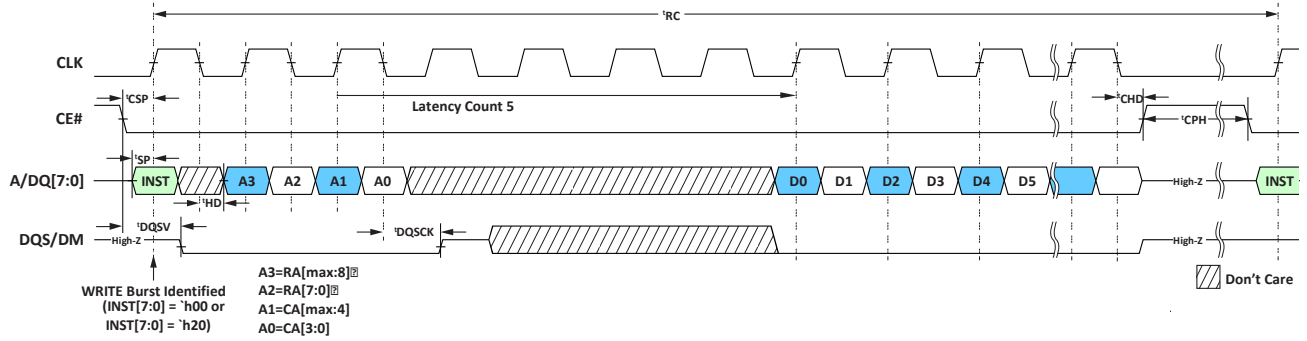 tRC
CLK
Latency Count 5
tCSP
tCHD
CE#
tCPH
tSP
A/DQ[7:0]
INST A3 A2 A1 A0 D0 D1 D2 D3 D4 D5 High-Z INST
tHD
tDQSV
tDQSCK
DQS/DM
High-Z High-Z
WRITE Burst Identified
(INST[7:0] = `h00 or
INST[7:0] = `h20)
A3=RA[max:8]
A2=RA[7:0]
A1=CA[max:4]
A0=CA[3:0]
Don't Care